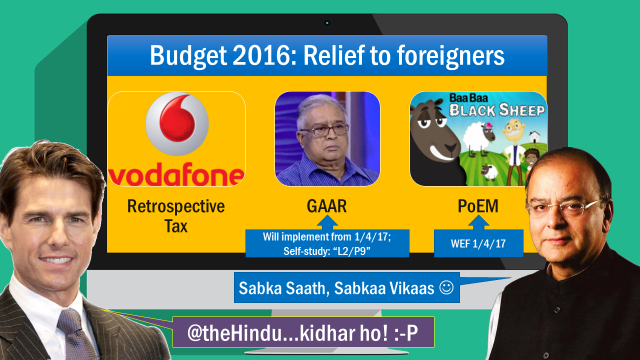 Budget 2016: Relief to foreigners
vodafone
Baa Baa
BLACK SHEEP
Retrospective
Tax
GAAR
PoEM
Will implement from 1/4/17;
Self-study: “L2/P9”
WEF 1/4/17
Sabka Saath, Sabkaa Vikaas ☺
@theHindu...kidhar ho! :-P